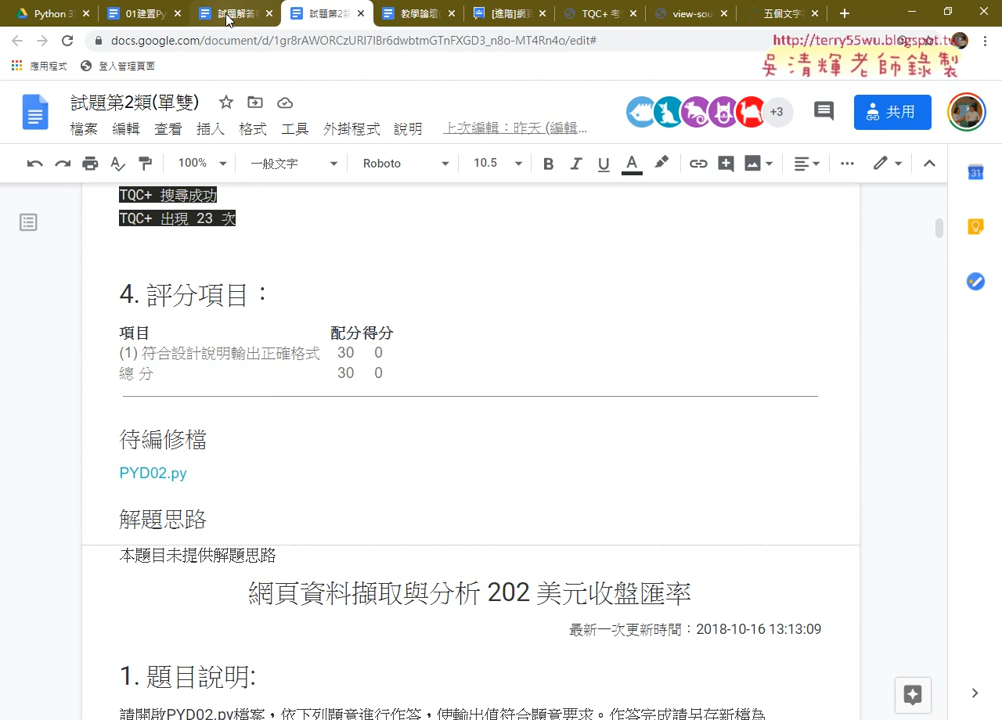 Python 3
01建置Py
試題解答
試題第2類
教學論壇
[進階]網頁
TQC+ 考
view-sou
五個文字
docs.google.com/document/d/1gr8rAWORCzURI7IBr6dwbtmGTnFXGD3_n8o-MT4Rn4o/edit#
http://terry55wu.blogspot.tw
吳清輝老師錄製
應用程式
登入管理頁面
試題第2類(單雙)
檔案 編輯 查看 插入 格式 工具 外掛程式 說明 上次編輯：昨天 (編輯...
+3
共用
100% 一般文字 Roboto 10.5 B I U A
31
TQC+ 搜尋成功
TQC+ 出現 23 次
4. 評分項目：
項目 配分 得分
(1) 符合設計說明輸出正確格式 30 0
總 分 30 0
待編修檔
PYD02.py
解題思路
本題目未提供解題思路
網頁資料擷取與分析 202 美元收盤匯率
最新一次更新時間：2018-10-16 13:13:09
1. 題目說明:
請開啟PYD02.py檔案，依下列題意進行作答，使輸出值符合題意要求。作答完成請另存新檔為